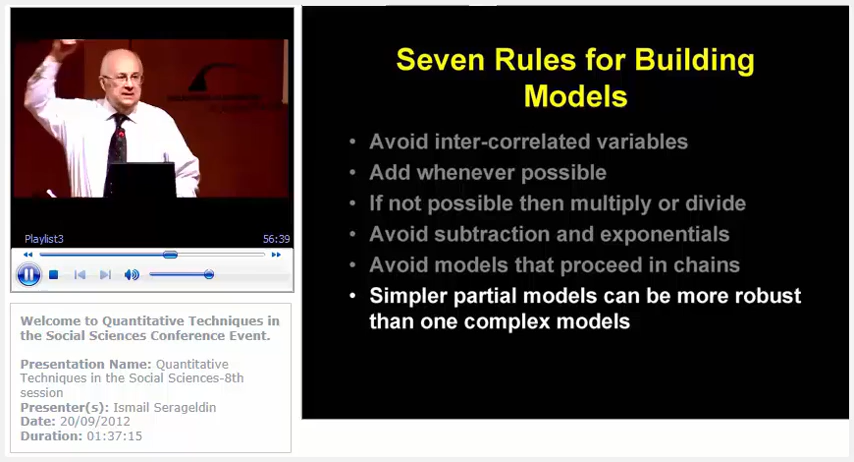 Seven Rules for Building
Models
• Avoid inter-correlated variables
• Add whenever possible
• If not possible then multiply or divide
• Avoid subtraction and exponentials
• Avoid models that proceed in chains
• Simpler partial models can be more robust
than one complex models
Playlist3 56:39
Welcome to Quantitative Techniques in
the Social Sciences Conference Event.
Presentation Name: Quantitative
Techniques in the Social Sciences-8th
session
Presenter(s): Ismail Serageldin
Date: 20/09/2012
Duration: 01:37:15